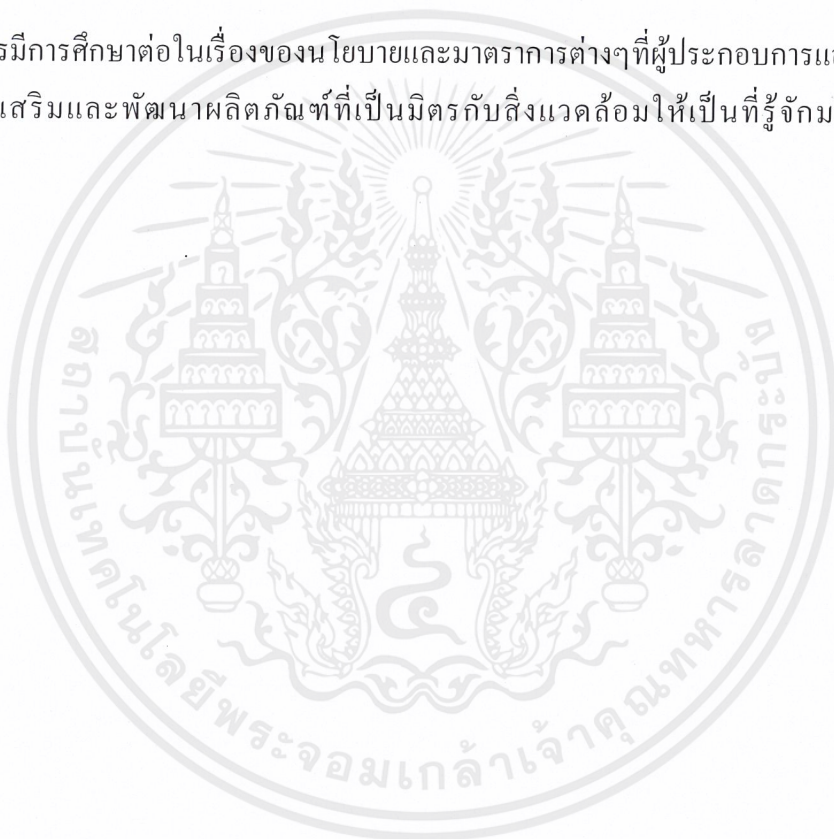 รมีการศึกษาต่อในเรื่องของนโยบายและมาตราการต่างๆที่ผู้ประกอบการแล
เสริมและพัฒนาผลิตภัณฑ์ที่เป็นมิตรกับสิ่งแวดล้อมให้เป็นที่รู้จักม
สถาบันเทคโนโลยีพระจอมเกล้าเจ้าคุณทหารลาดกระบัง